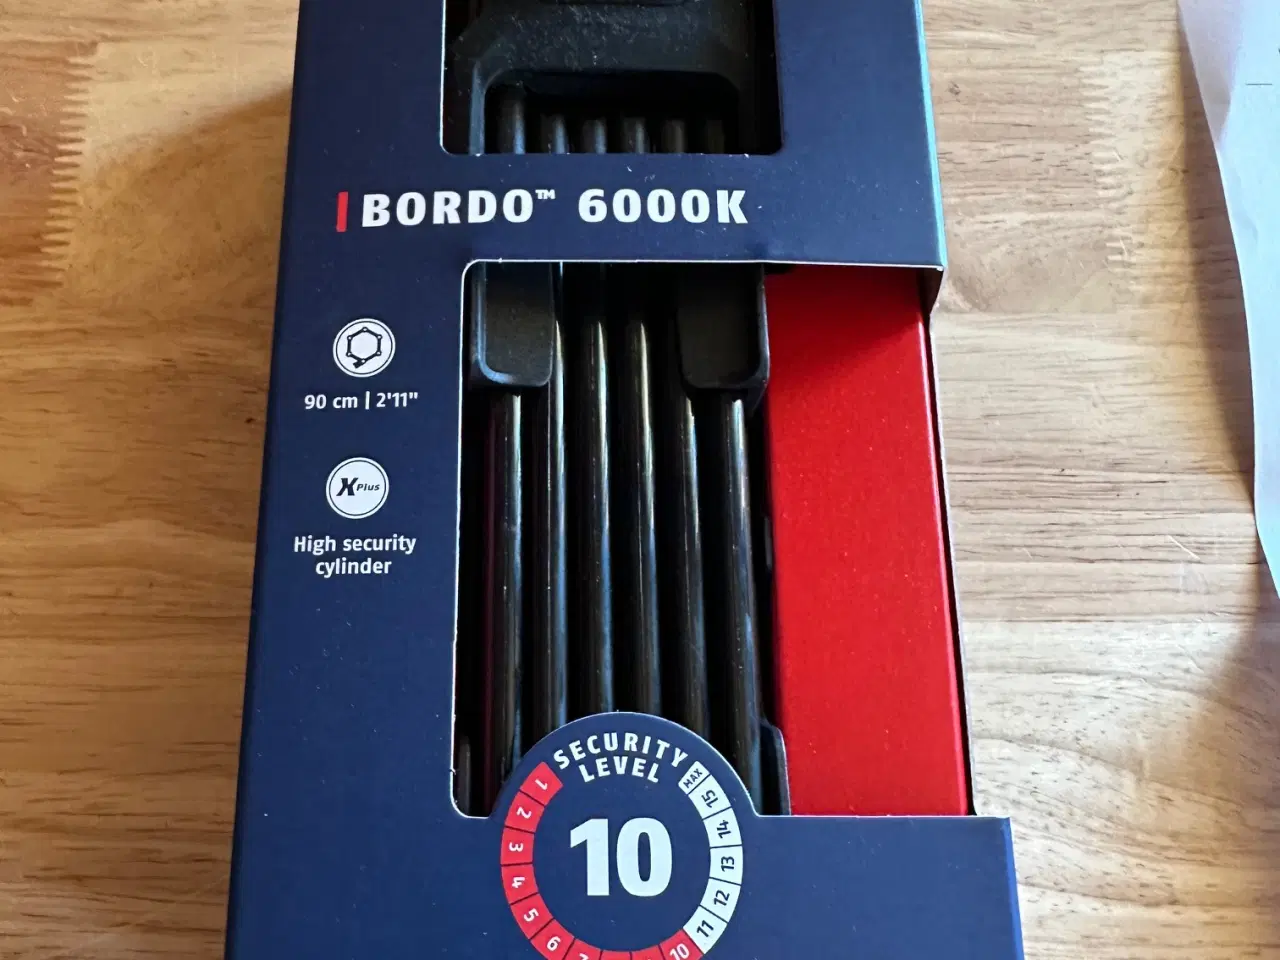 BORDO™ 6000K
90 cm | 2'11"
XPlus
High security
cylinder
SECURITY
LEVEL
10
1
2
3
4
5
6
10
11
12
13
14
15
MAX